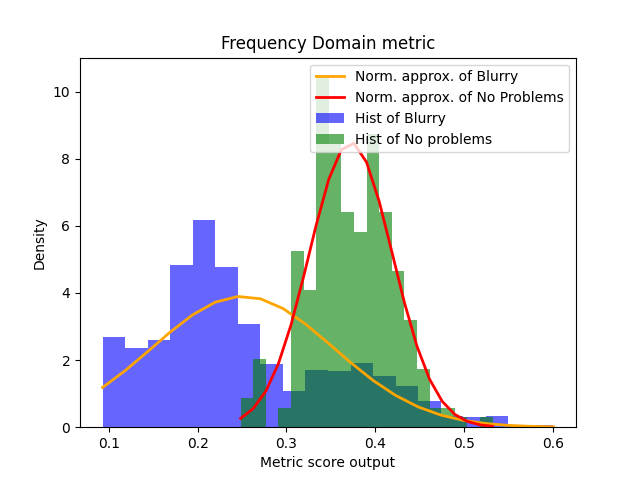 Frequency Domain metric
Norm. approx. of Blurry
Norm. approx. of No Problems
Hist of Blurry
Hist of No problems
10
8
6
4
2
0
Density
0.1 0.2 0.3 0.4 0.5 0.6
Metric score output